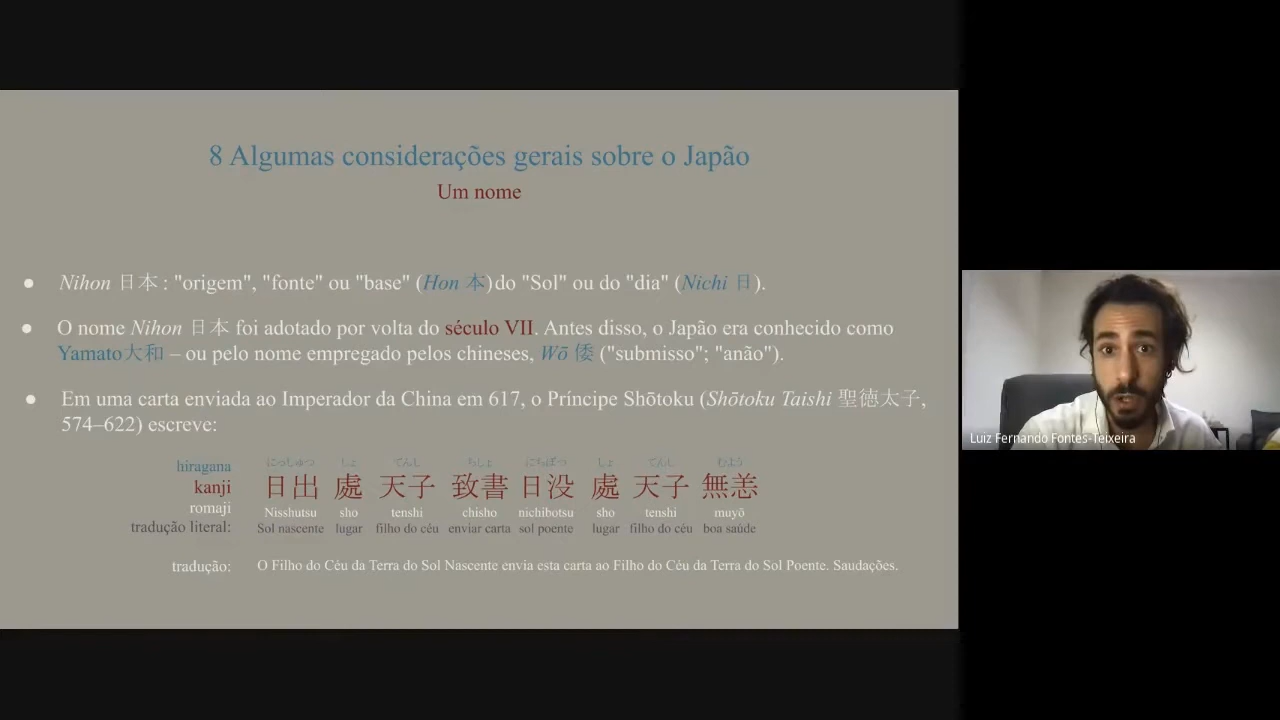 8 Algumas considerações gerais sobre o Japão
Um nome
● Nihon 日本 : "origem", "fonte" ou "base" (Hon 本) do "Sol" ou do "dia" (Nichi 日).
● O nome Nihon 日本 foi adotado por volta do século VII. Antes disso, o Japão era conhecido como
Yamato大和 – ou pelo nome empregado pelos chineses, Wō 倭 ("submisso"; "anão").
● Em uma carta enviada ao Imperador da China em 617, o Príncipe Shōtoku (Shōtoku Taishi 聖德太子,
574–622) escreve:
hiragana にっしゅつ しょ てんし ちしょ にちぼつ しょ てんし むよう
kanji 日出 處 天子 致書 日没 處 天子 無恙
romaji Nisshutsu sho tenshi chisho nichibotsu sho tenshi muyō
tradução literal: Sol nascente lugar filho do céu enviar carta sol poente lugar filho do céu boa saúde
tradução: O Filho do Céu da Terra do Sol Nascente envia esta carta ao Filho do Céu da Terra do Sol Poente. Saudações.
Luiz Fernando Fontes-Teixeira